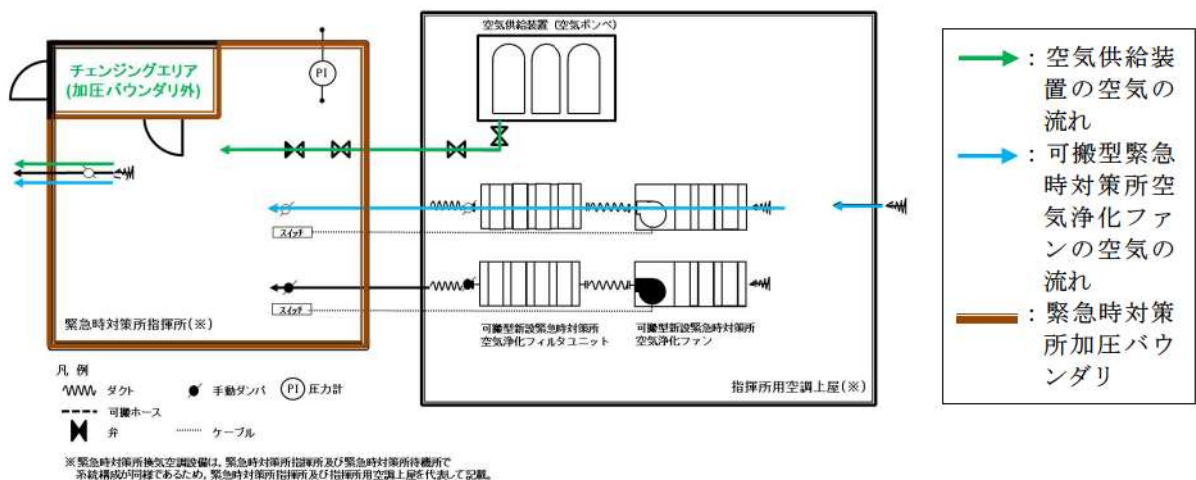 空気供給装置（空気ボンベ）
チェンジングエリア
(加圧バウンダリ外)
PI
スイッチ
スイッチ
可搬型新設緊急時対策所
空気浄化フィルタユニット
可搬型新設緊急時対策所
空気浄化ファン
緊急時対策所指揮所(※)
指揮所用空調上屋(※)
凡 例
ダクト
手動ダンパ
PI 圧力計
可搬ホース
弁
ケーブル
※緊急時対策所換気空調設備は，緊急時対策所指揮所及び緊急時対策所待機所で
系統構成が同様であるため，緊急時対策所指揮所及び指揮所用空調上屋を代表して記載。
：空気供給装
置の空気の
流れ
：可搬型緊急
時対策所空
気浄化ファ
ンの空気の
流れ
：緊急時対策
所加圧バウ
ンダリ